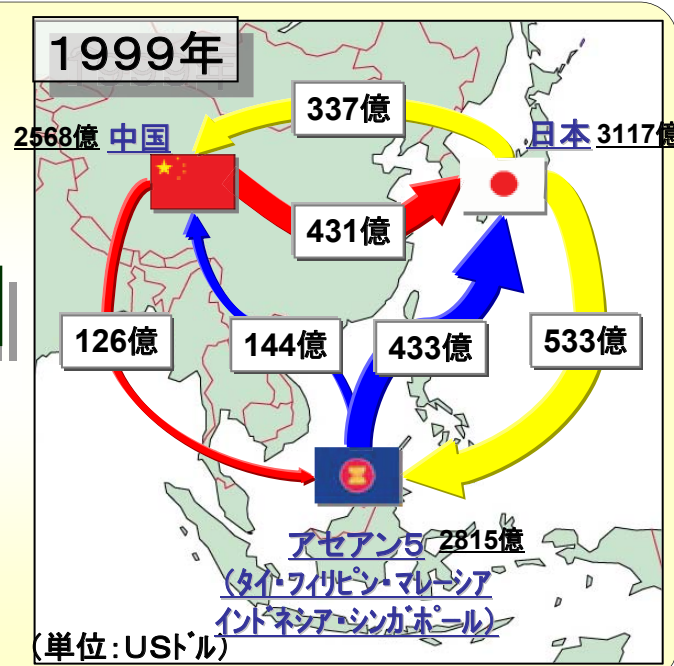 1999年
337億
2568億 中国
日本 3117億
431億
126億
144億
433億
533億
アセアン5 2815億
(タイ・フィリピン・マレーシア
インドネシア・シンガポール)
(単位:USドル)